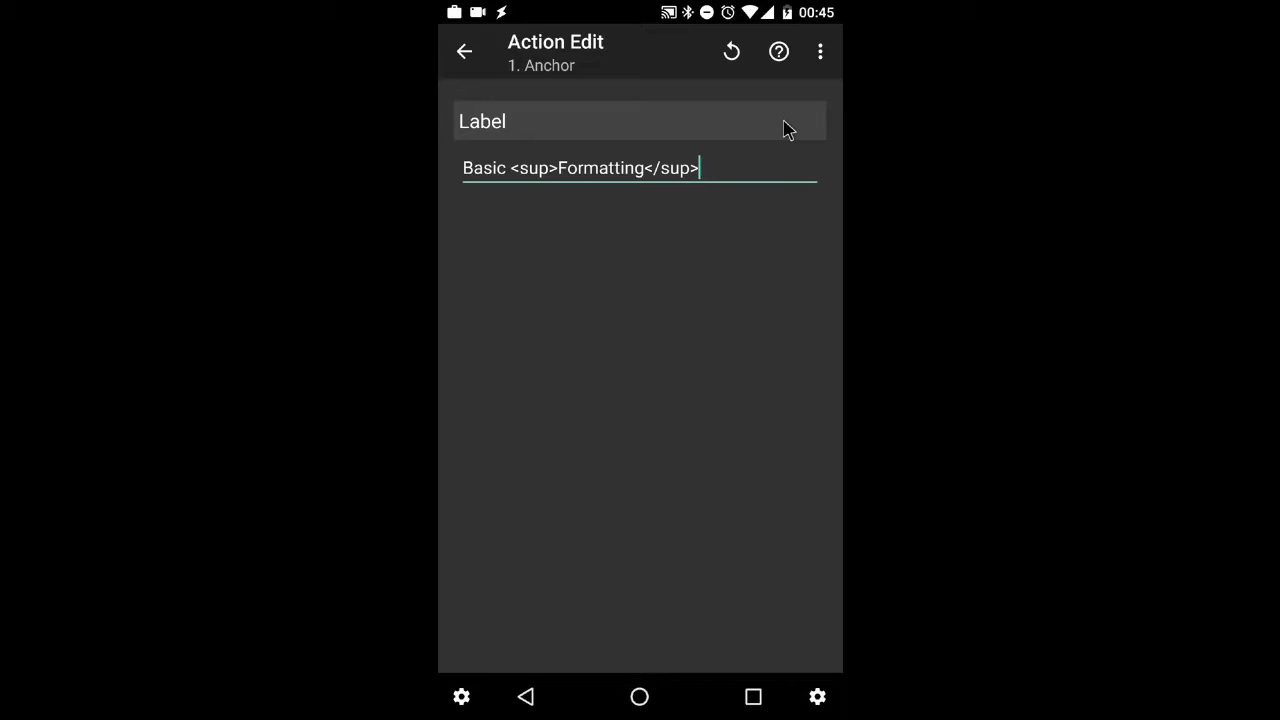 00:45
Action Edit
1. Anchor
Label
Basic <sup>Formatting</sup>